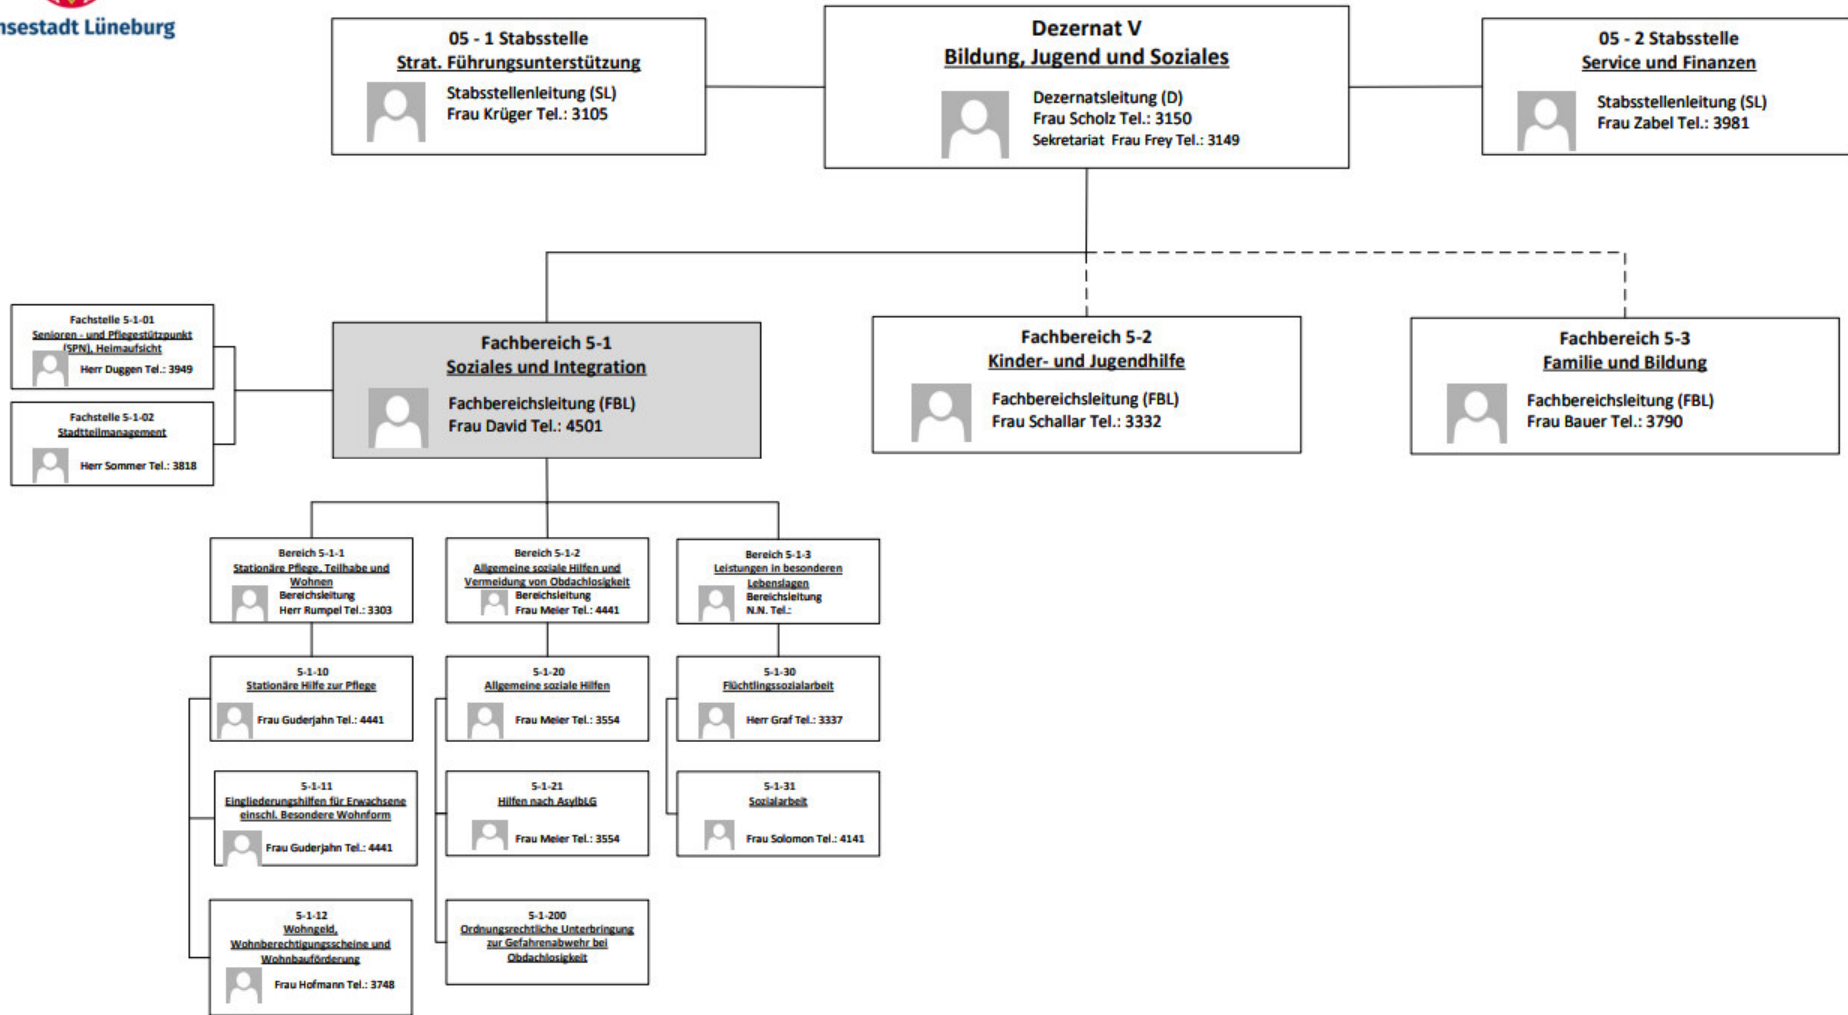 nsestadt Lüneburg
05 - 1 Stabsstelle
Strat. Führungsunterstützung
Stabsstellenleitung (SL)
Frau Krüger Tel.: 3105
Dezernat V
Bildung, Jugend und Soziales
Dezernatsleitung (D)
Frau Scholz Tel.: 3150
Sekretariat Frau Frey Tel.: 3149
05 - 2 Stabsstelle
Service und Finanzen
Stabsstellenleitung (SL)
Frau Zabel Tel.: 3981
Fachstelle 5-1-01
Senioren - und Pflegestützpunkt
(SPN), Heimaufsicht
Herr Duggen Tel.: 3949
Fachstelle 5-1-02
Stadtteilmanagement
Herr Sommer Tel.: 3818
Fachbereich 5-1
Soziales und Integration
Fachbereichsleitung (FBL)
Frau David Tel.: 4501
Fachbereich 5-2
Kinder- und Jugendhilfe
Fachbereichsleitung (FBL)
Frau Schallar Tel.: 3332
Fachbereich 5-3
Familie und Bildung
Fachbereichsleitung (FBL)
Frau Bauer Tel.: 3790
Bereich 5-1-1
Stationäre Pflege, Teilhabe und
Wohnen
Bereichsleitung
Herr Rumpel Tel.: 3303
Bereich 5-1-2
Allgemeine soziale Hilfen und
Vermeidung von Obdachlosigkeit
Bereichsleitung
Frau Meier Tel.: 4441
Bereich 5-1-3
Leistungen in besonderen
Lebenslagen
Bereichsleitung
N.N. Tel.:
5-1-10
Stationäre Hilfe zur Pflege
Frau Guderjahn Tel.: 4441
5-1-20
Allgemeine soziale Hilfen
Frau Meier Tel.: 3554
5-1-30
Flüchtlingssozialarbeit
Herr Graf Tel.: 3337
5-1-11
Eingliederungshilfen für Erwachsene
einschl. Besondere Wohnform
Frau Guderjahn Tel.: 4441
5-1-21
Hilfen nach AsylbLG
Frau Meier Tel.: 3554
5-1-31
Sozialarbeit
Frau Solomon Tel.: 4141
5-1-12
Wohngeld,
Wohnberechtigungsscheine und
Wohnbauförderung
Frau Hofmann Tel.: 3748
5-1-200
Ordnungsrechtliche Unterbringung
zur Gefahrenabwehr bei
Obdachlosigkeit